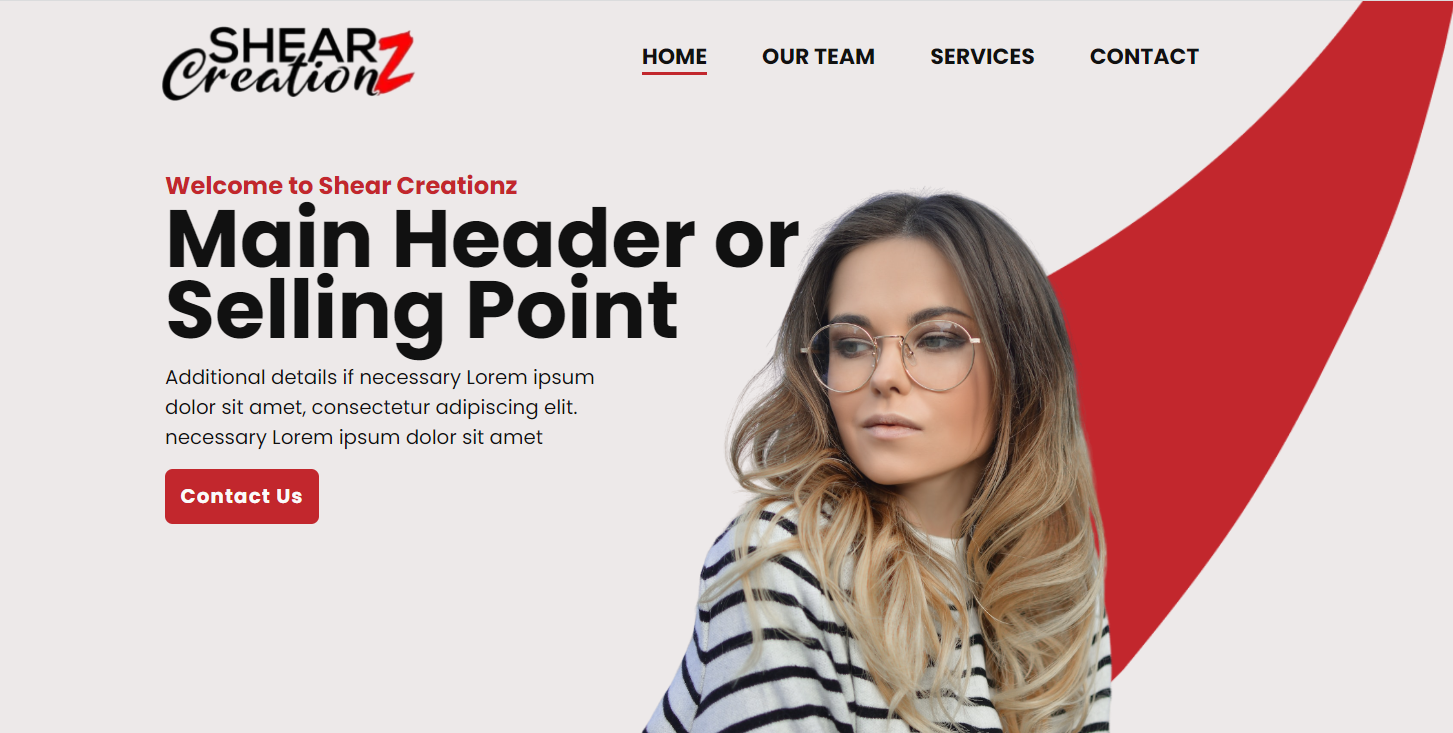 SHEARZ
Creationz
HOME OUR TEAM SERVICES CONTACT
Welcome to Shear Creationz
Main Header or
Selling Point
Additional details if necessary Lorem ipsum
dolor sit amet, consectetur adipiscing elit.
necessary Lorem ipsum dolor sit amet
Contact Us